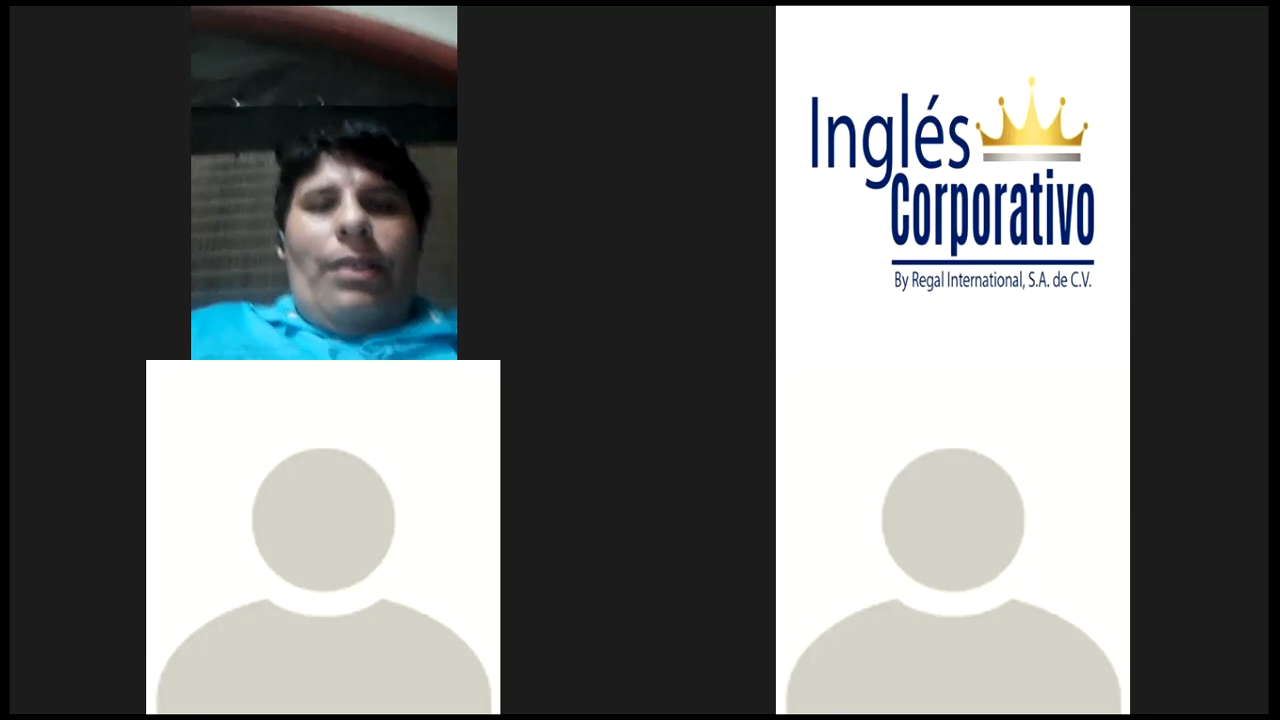 Inglés
Corporativo
By Regal International, S.A. de C.V.